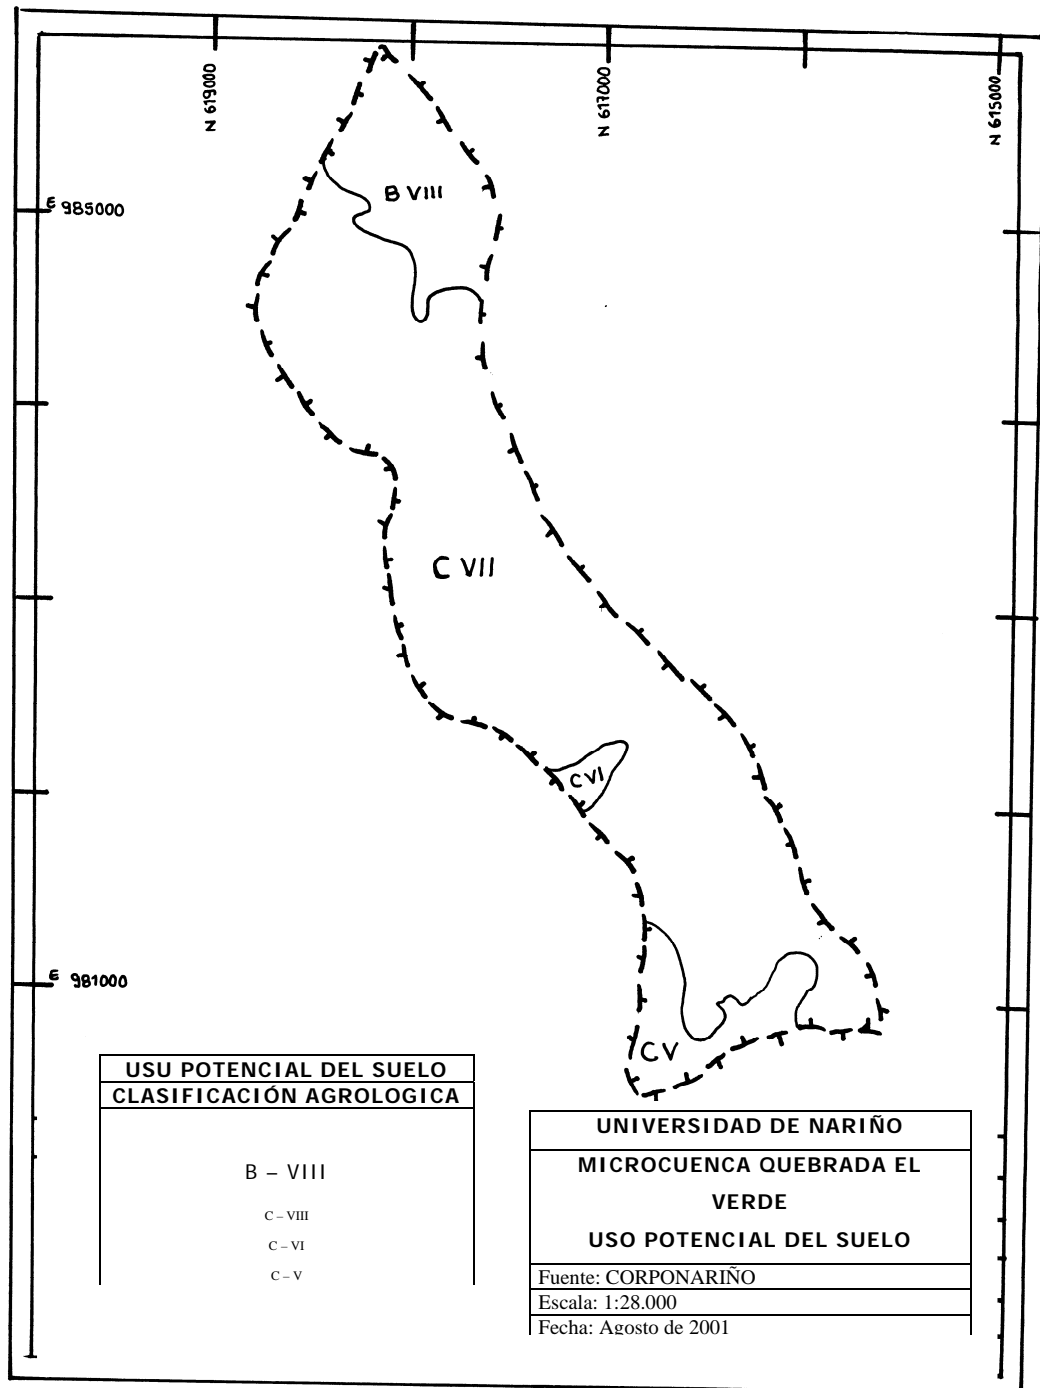 N 619000
N 617000
N 615000
E 985000
B VIII
C VII
C VI
E 981000
C V
USU POTENCIAL DEL SUELO
CLASIFICACIÓN AGROLOGICA
B – VIII
C – VIII
C – VI
C – V
UNIVERSIDAD DE NARIÑO
MICROCUENCA QUEBRADA EL
VERDE
USO POTENCIAL DEL SUELO
Fuente: CORPONARIÑO
Escala: 1:28.000
Fecha: Agosto de 2001